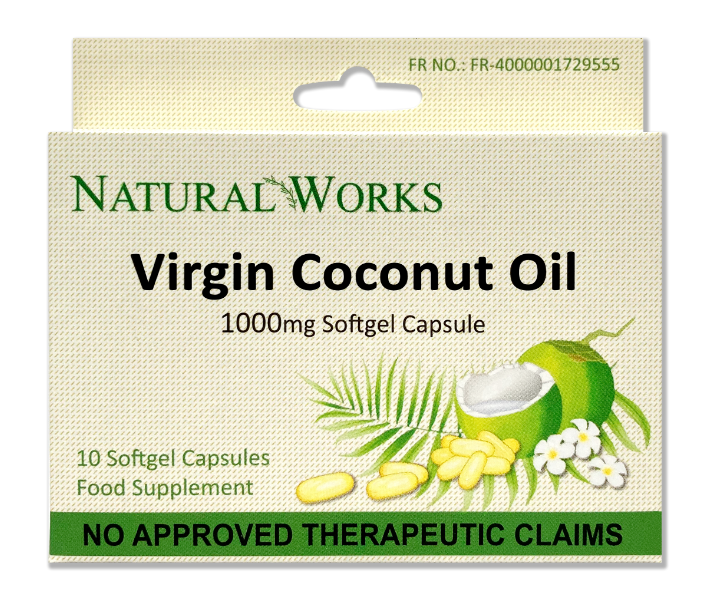 FR NO.: FR-4000001729555
NATURAL WORKS
Virgin Coconut Oil
1000mg Softgel Capsule
10 Softgel Capsules
Food Supplement
NO APPROVED THERAPEUTIC CLAIMS